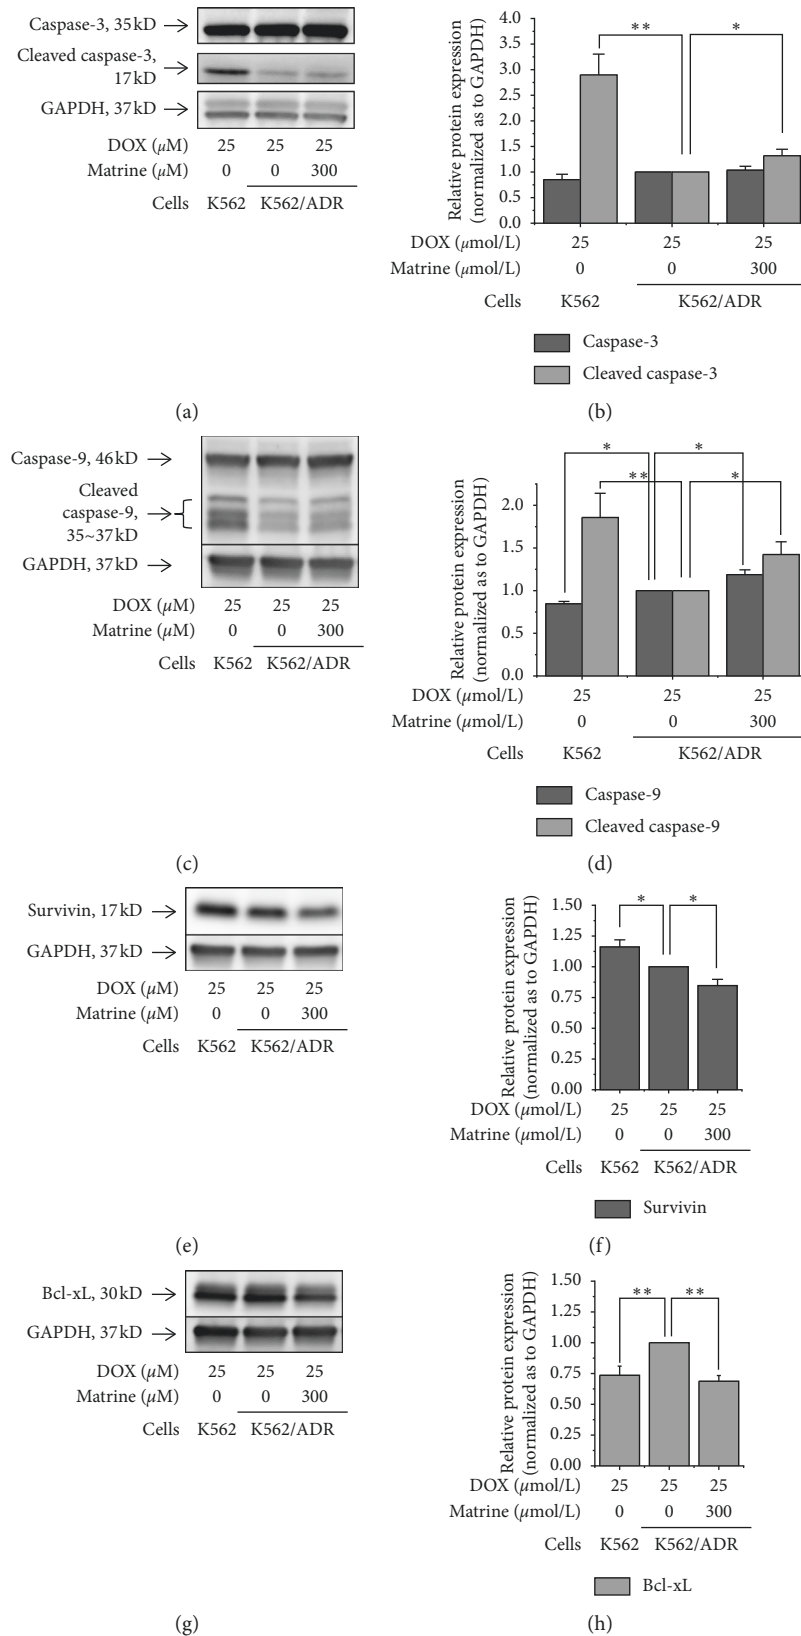 Caspase-3, 35 kD
Cleaved caspase-3,
17 kD
GAPDH, 37 kD
DOX (µM) 25 25 25
Matrine (µM) 0 0 300
Cells K562 K562/ADR
(a)
Relative protein expression
(normalized as to GAPDH)
4.0
3.5
3.0
2.5
2.0
1.5
1.0
0.5
0.0
** *
DOX (µmol/L) 25 25 25
Matrine (µmol/L) 0 0 300
Cells K562 K562/ADR
Caspase-3
Cleaved caspase-3
(b)
Caspase-9, 46 kD
Cleaved
caspase-9,
35~37 kD
GAPDH, 37 kD
DOX (µM) 25 25 25
Matrine (µM) 0 0 300
Cells K562 K562/ADR
(c)
Relative protein expression
(normalized as to GAPDH)
2.0
1.5
1.0
0.5
0.0
* *
** *
DOX (µmol/L) 25 25 25
Matrine (µmol/L) 0 0 300
Cells K562 K562/ADR
Caspase-9
Cleaved caspase-9
(d)
Survivin, 17 kD
GAPDH, 37 kD
DOX (µM) 25 25 25
Matrine (µM) 0 0 300
Cells K562 K562/ADR
(e)
Relative protein expression
(normalized as to GAPDH)
1.50
1.25
1.00
0.75
0.50
0.25
0.00
* *
DOX (µmol/L) 25 25 25
Matrine (µmol/L) 0 0 300
Cells K562 K562/ADR
Survivin
(f)
Bcl-xL, 30 kD
GAPDH, 37 kD
DOX (µM) 25 25 25
Matrine (µM) 0 0 300
Cells K562 K562/ADR
(g)
Relative protein expression
(normalized as to GAPDH)
1.50
1.25
1.00
0.75
0.50
0.25
0.00
** **
DOX (µmol/L) 25 25 25
Matrine (µmol/L) 0 0 300
Cells K562 K562/ADR
Bcl-xL
(h)